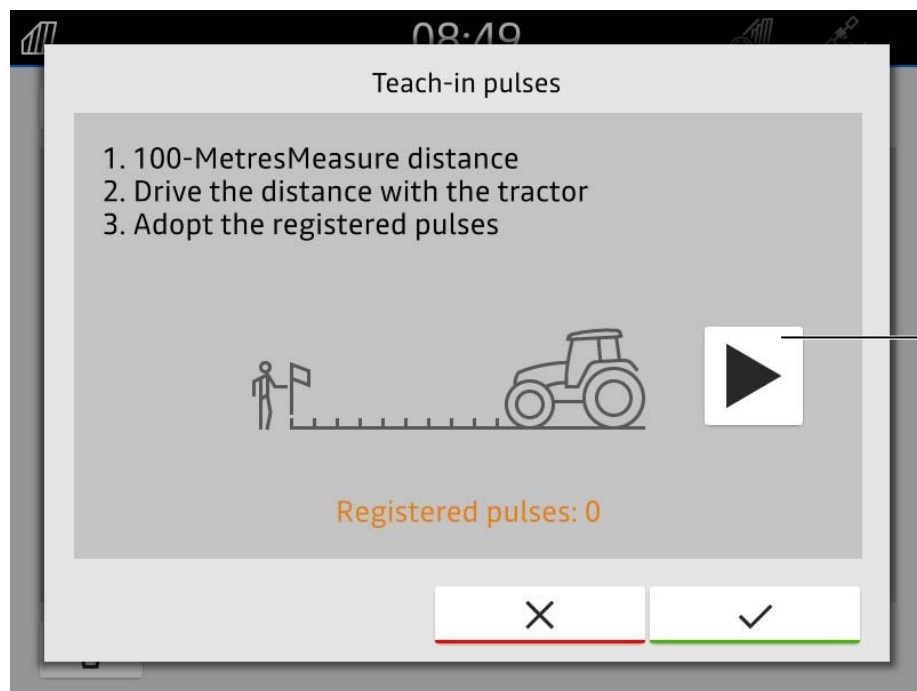 08:49
Teach-in pulses
1. 100-MetresMeasure distance
2. Drive the distance with the tractor
3. Adopt the registered pulses
Registered pulses: 0